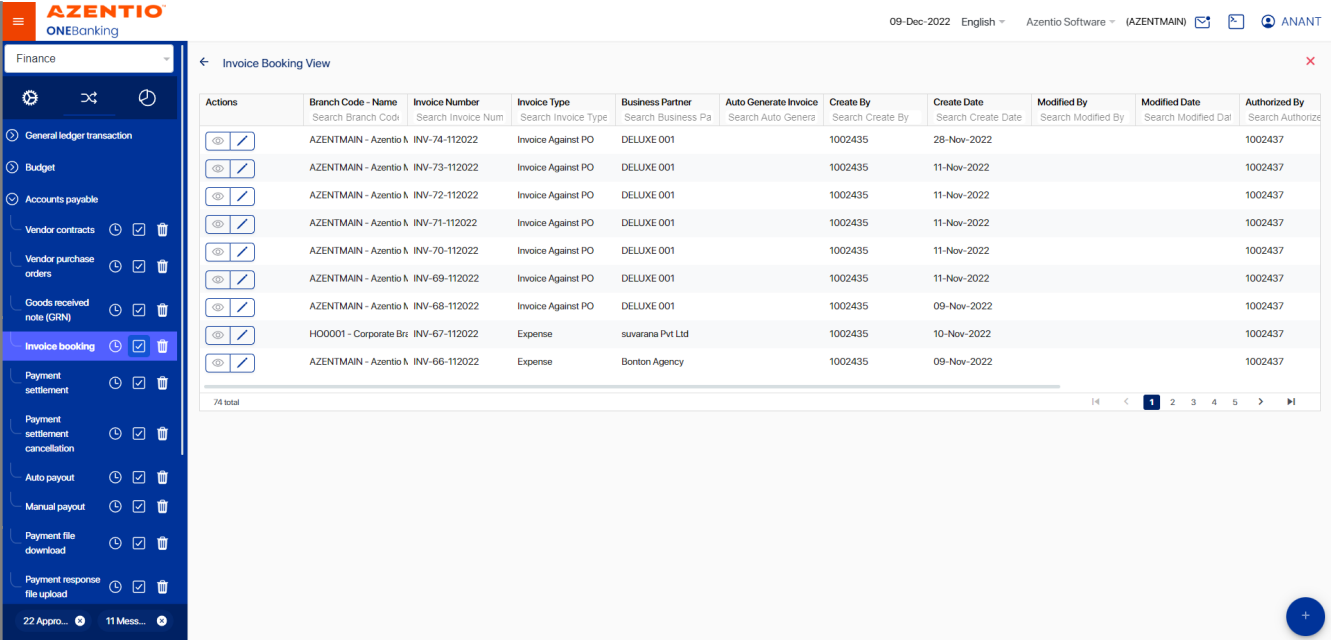 AZENTIO
ONEBanking
09-Dec-2022 English Azentio Software (AZENTMAIN) ANANT
Finance
General ledger transaction
Budget
Accounts payable
Vendor contracts
Vendor purchase
orders
Goods received
note (GRN)
Invoice booking
Payment
settlement
Payment
settlement
cancellation
Auto payout
Manual payout
Payment file
download
Payment response
file upload
22 Appro... 11 Mess...
Invoice Booking View
Actions Branch Code - Name Invoice Number Invoice Type Business Partner Auto Generate Invoice Create By Create Date Modified By Modified Date Authorized By
Search Branch Code Search Invoice Num Search Invoice Type Search Business Pa Search Auto Genera Search Create By Search Create Date Search Modified By Search Modified Dat Search Authorize
AZENTMAIN - Azentio M INV-74-112022 Invoice Against PO DELUXE 001 1002435 28-Nov-2022 1002437
AZENTMAIN - Azentio M INV-73-112022 Invoice Against PO DELUXE 001 1002435 11-Nov-2022 1002437
AZENTMAIN - Azentio M INV-72-112022 Invoice Against PO DELUXE 001 1002435 11-Nov-2022 1002437
AZENTMAIN - Azentio M INV-71-112022 Invoice Against PO DELUXE 001 1002435 11-Nov-2022 1002437
AZENTMAIN - Azentio M INV-70-112022 Invoice Against PO DELUXE 001 1002435 11-Nov-2022 1002437
AZENTMAIN - Azentio M INV-69-112022 Invoice Against PO DELUXE 001 1002435 11-Nov-2022 1002437
AZENTMAIN - Azentio M INV-68-112022 Invoice Against PO DELUXE 001 1002435 09-Nov-2022 1002437
HO0001 - Corporate Bra INV-67-112022 Expense suvarana Pvt Ltd 1002435 10-Nov-2022 1002437
AZENTMAIN - Azentio M INV-66-112022 Expense Bonton Agency 1002435 09-Nov-2022 1002437
74 total 1 2 3 4 5